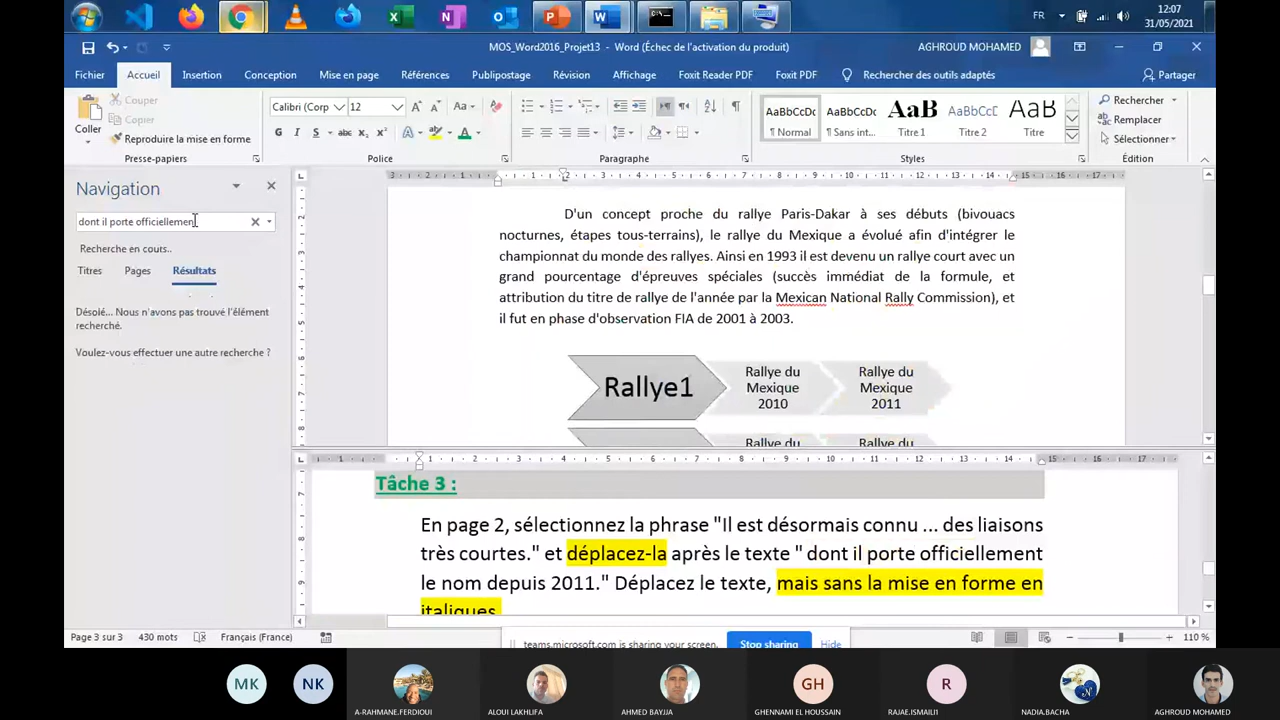 FR
12:07
31/05/2021
MOS_Word2016_Projet13 - Word (Échec de l'activation du produit)
AGHROUD MOHAMED
Fichier Accueil Insertion Conception Mise en page Références Publipostage Révision Affichage Foxit Reader PDF Foxit PDF Rechercher des outils adaptés Partager
Coller
Couper
Copier
Reproduire la mise en forme
Presse-papiers
Calibri (Corp 12
G I S abc x₂ x²
Police
Paragraphe
AaBbCcDc AaBbCcDc AaB AaBbCcC AaBbC
¶ Normal ¶ Sans int... Titre 1 Titre 2 Titre
Styles
Rechercher
Remplacer
Sélectionner
Édition
Navigation
dont il porte officiellemen
Recherche en cours..
Titres Pages Résultats
Désolé... Nous n'avons pas trouvé l'élément
recherché.
Voulez-vous effectuer une autre recherche ?
D'un concept proche du rallye Paris-Dakar à ses débuts (bivouacs
nocturnes, étapes tous-terrains), le rallye du Mexique a évolué afin d'intégrer le
championnat du monde des rallyes. Ainsi en 1993 il est devenu un rallye court avec un
grand pourcentage d'épreuves spéciales (succès immédiat de la formule, et
attribution du titre de rallye de l'année par la Mexican National Rally Commission), et
il fut en phase d'observation FIA de 2001 à 2003.
Rallye1
Rallye du
Mexique
2010
Rallye du
Mexique
2011
Rallye du
Rallye du
Tâche 3 :
En page 2, sélectionnez la phrase "Il est désormais connu ... des liaisons
très courtes." et déplacez-la après le texte " dont il porte officiellement
le nom depuis 2011." Déplacez le texte, mais sans la mise en forme en
italiques
Page 3 sur 3 430 mots Français (France) 110 %
teams.microsoft.com is sharing your screen. Stop sharing Hide
MK
NK
A-RAHMANE.FERDIOUI
ALOUI LAKHLIFA
AHMED BAYJJA
GH
GHENNAMI EL HOUSSAIN
R
RAJAE.ISMAILI1
NADIA.BACHA
AGHROUD MOHAMED